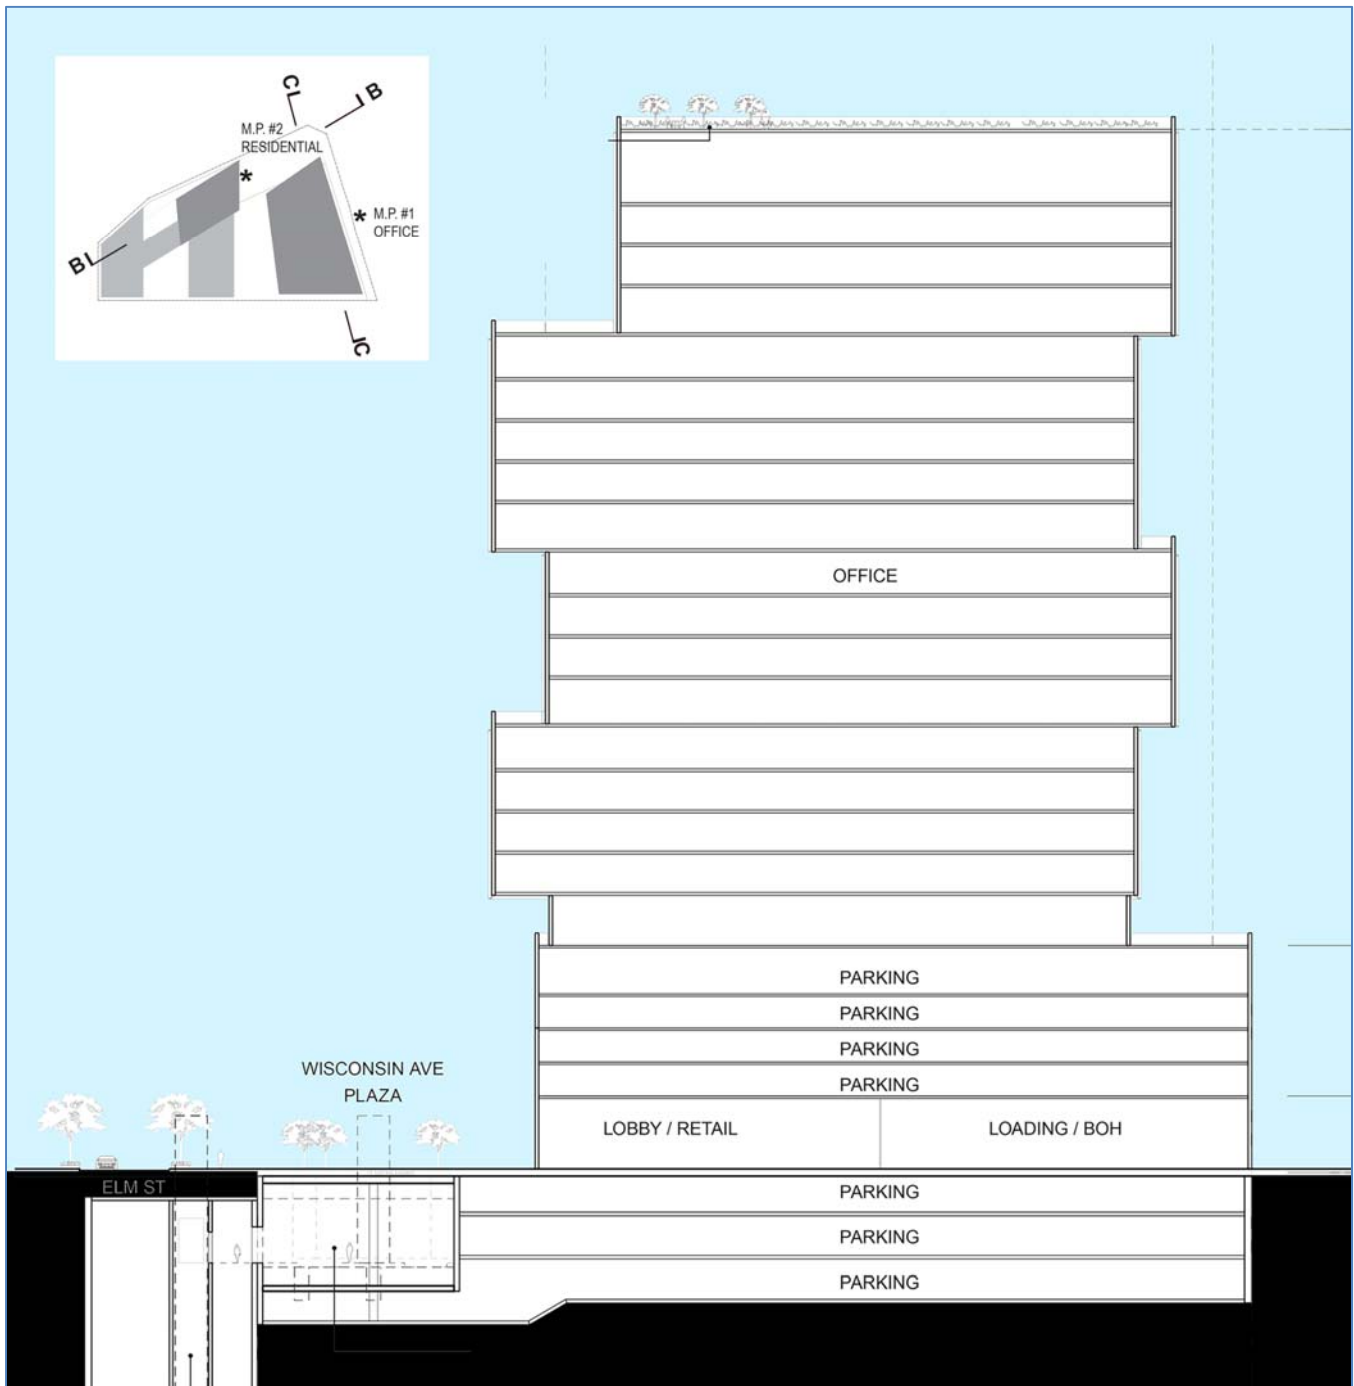 C
B
M.P. #2
RESIDENTIAL
*
* M.P. #1
OFFICE
B
C
OFFICE
PARKING
PARKING
PARKING
PARKING
WISCONSIN AVE
PLAZA
LOBBY / RETAIL
LOADING / BOH
ELM ST
PARKING
PARKING
PARKING